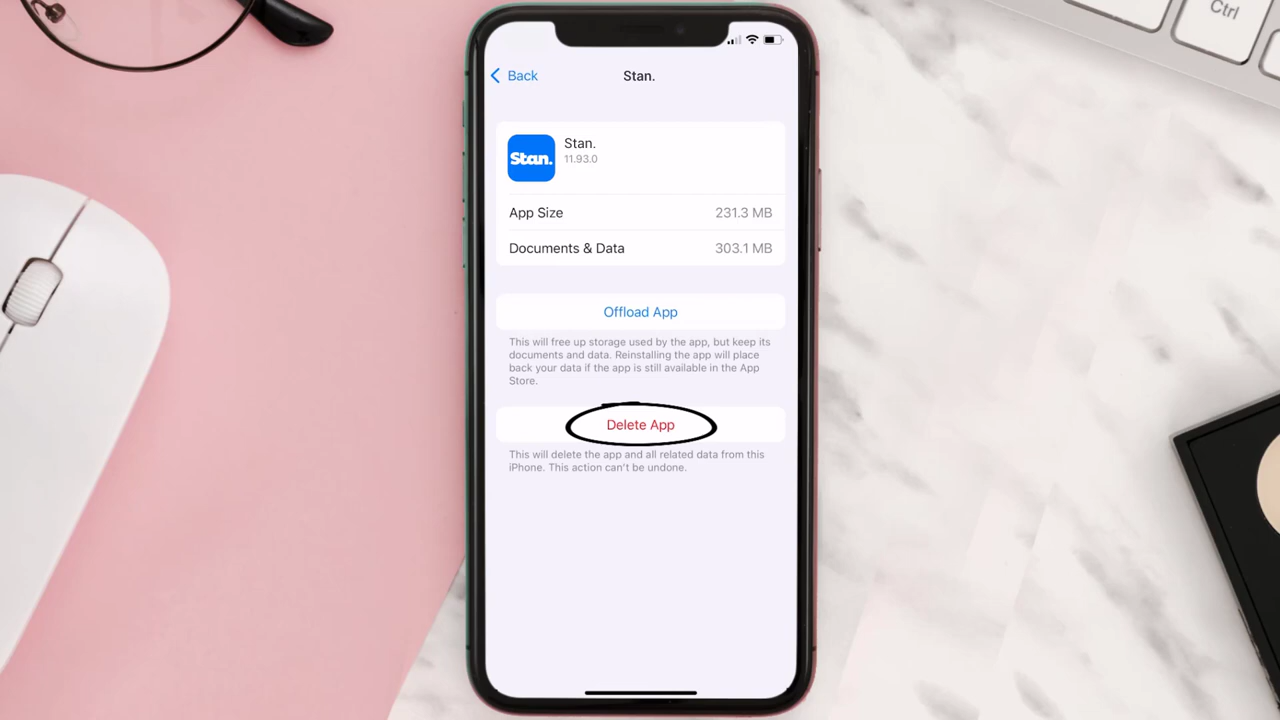 Ctrl
Back
Stan.
Stan.
Stan.
11.93.0
App Size
231.3 MB
Documents & Data
303.1 MB
Offload App
This will free up storage used by the app, but keep its
documents and data. Reinstalling the app will place
back your data if the app is still available in the App
Store.
Delete App
This will delete the app and all related data from this
iPhone. This action can't be undone.